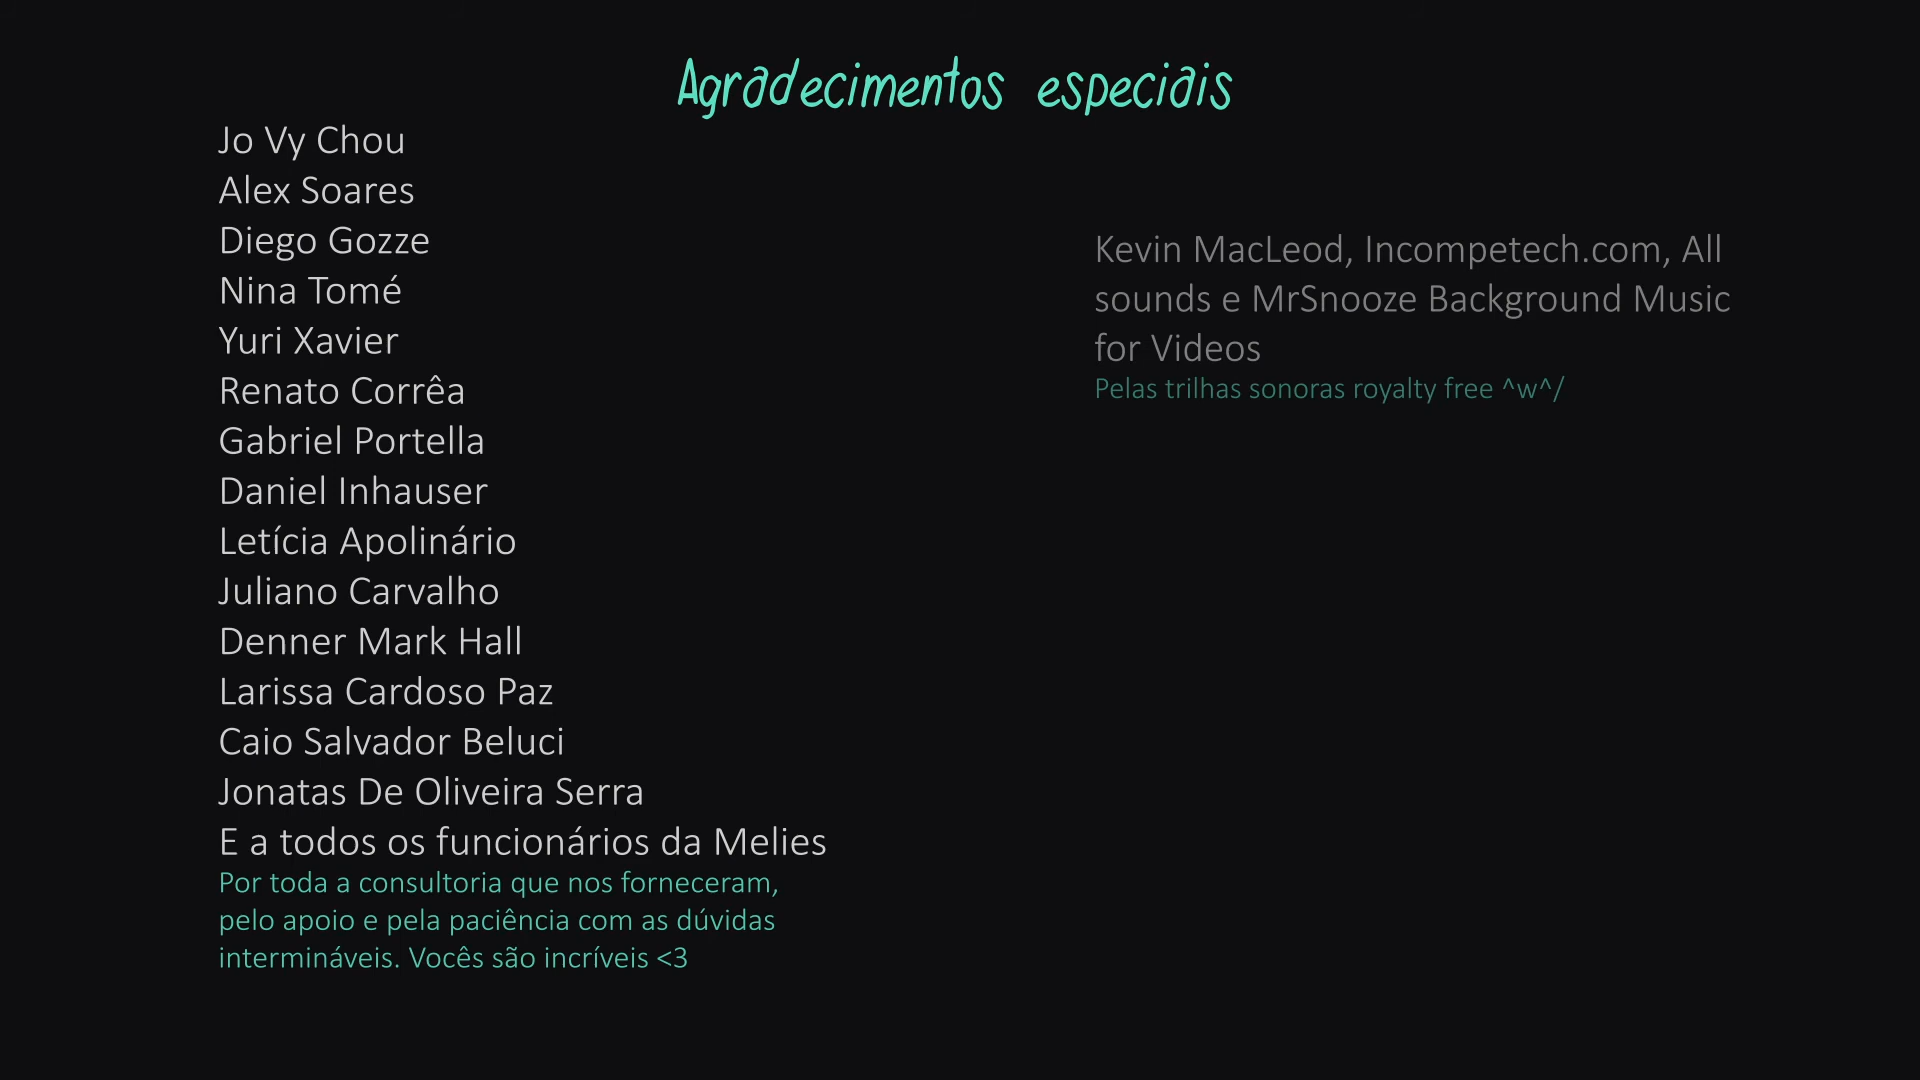 Agradecimentos especiais
Jo Vy Chou
Alex Soares
Diego Gozze
Nina Tomé
Yuri Xavier
Renato Corrêa
Gabriel Portella
Daniel Inhauser
Letícia Apolinário
Juliano Carvalho
Denner Mark Hall
Larissa Cardoso Paz
Caio Salvador Beluci
Jonatas De Oliveira Serra
E a todos os funcionários da Melies
Por toda a consultoria que nos forneceram,
pelo apoio e pela paciência com as dúvidas
intermináveis. Vocês são incríveis <3
Kevin MacLeod, Incompetech.com, All
sounds e MrSnooze Background Music
for Videos
Pelas trilhas sonoras royalty free ^w^/